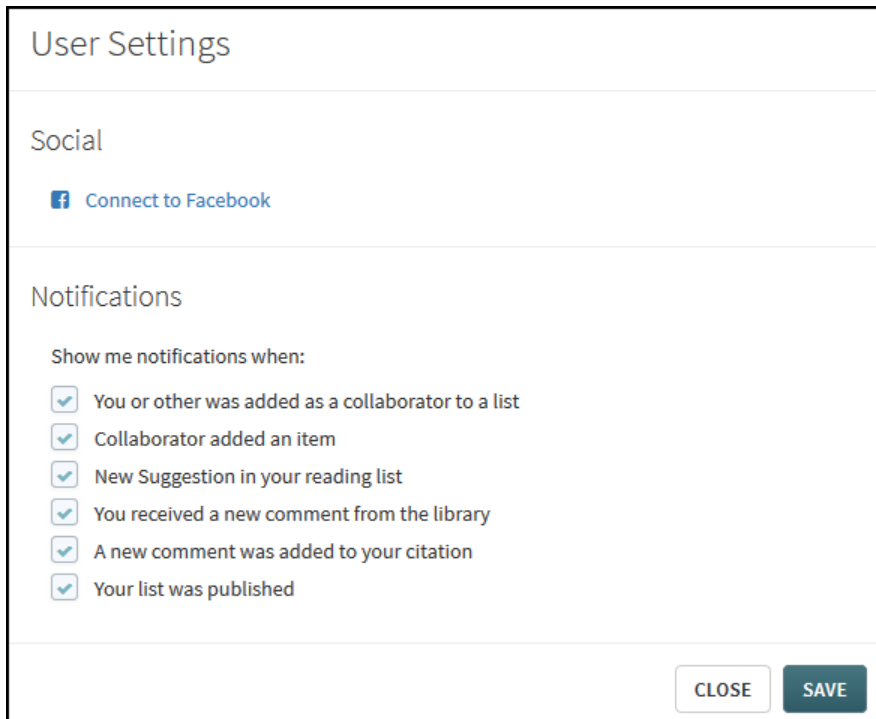 User Settings
Social
Connect to Facebook
Notifications
Show me notifications when:
You or other was added as a collaborator to a list
Collaborator added an item
New Suggestion in your reading list
You received a new comment from the library
A new comment was added to your citation
Your list was published
CLOSE SAVE